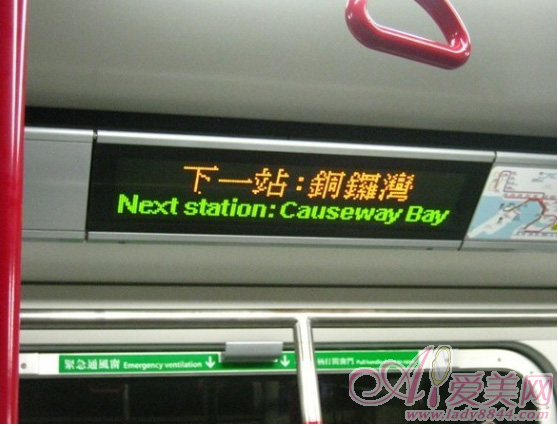 下一站：銅鑼灣
Next station: Causeway Bay
緊急通風窗 Emergency ventilation
爱美网
www.lady8844.com